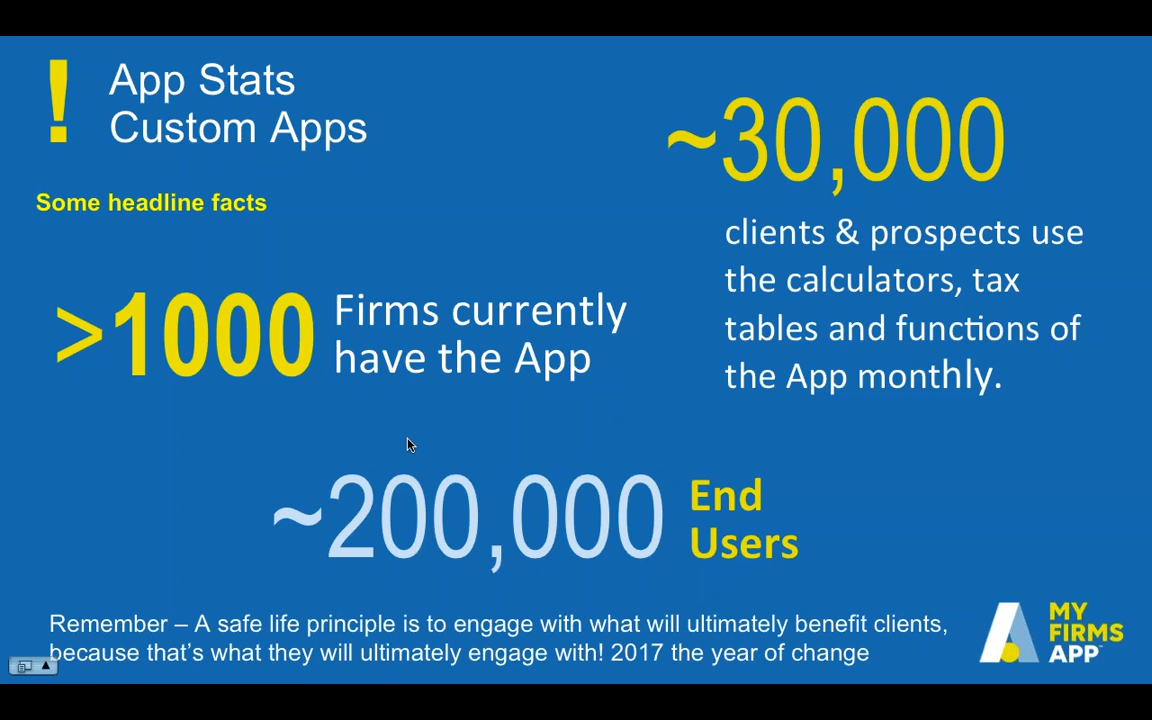 !
App Stats
Custom Apps
Some headline facts
~30,000
clients & prospects use
the calculators, tax
tables and functions of
the App monthly.
>1000
Firms currently
have the App
~200,000
End
Users
Remember – A safe life principle is to engage with what will ultimately benefit clients,
because that’s what they will ultimately engage with! 2017 the year of change
MY
FIRMS
APP™